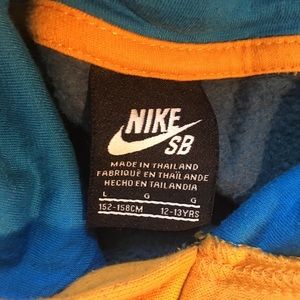 NIKE
SB
MADE IN THAILAND
FABRIQUÉ EN THAÏLANDE
HECHO EN TAILANDIA
L G G
152-158CM 12-13YRS